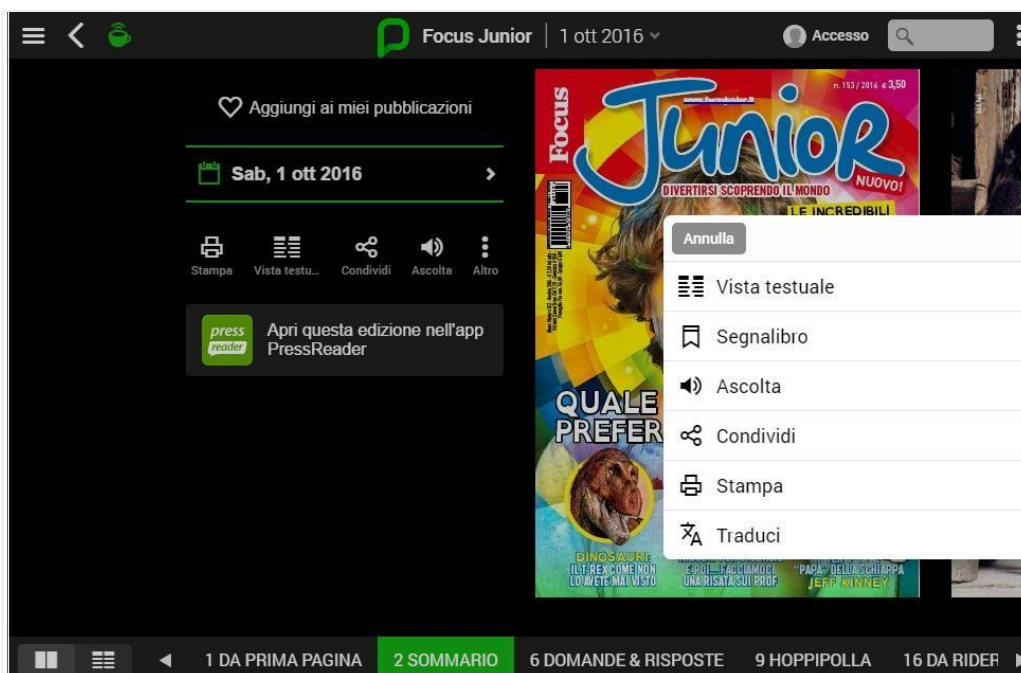 Focus Junior | 1 ott 2016
Accesso
Aggiungi ai miei pubblicazioni
Sab, 1 ott 2016
Stampa
Vista testu...
Condividi
Ascolta
Altro
press
reader
Apri questa edizione nell'app
PressReader
Focus
n. 153/2016 € 3,50
www.focusjunior.it
JUNIOR
NUOVO!
DIVERTIRSI SCOPRENDO IL MONDO
LE INCREDIBILI
QUALE
PREFER
DINOSAURI:
IL T-REX COME NON
LO AVETE MAI VISTO
E POI... FACCIAMOCI
UNA RISATA SUI PROF
"PAPÀ" DELLA SCHIAPPA
JEFF KINNEY
Annulla
Vista testuale
Segnalibro
Ascolta
Condividi
Stampa
Traduci
1 DA PRIMA PAGINA
2 SOMMARIO
6 DOMANDE & RISPOSTE
9 HOPPIPOLLA
16 DA RIDER